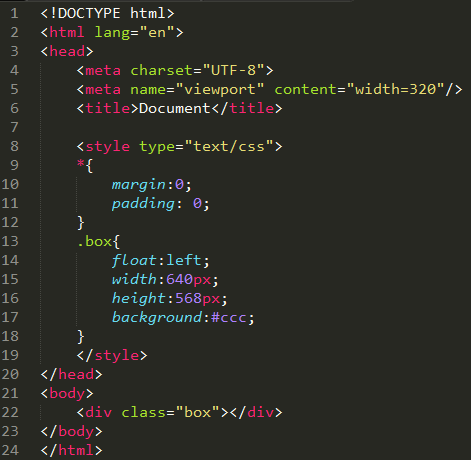 1 <!DOCTYPE html>
2 <html lang="en">
3 <head>
4     <meta charset="UTF-8">
5     <meta name="viewport" content="width=320"/>
6     <title>Document</title>
7
8     <style type="text/css">
9     *{
10         margin:0;
11         padding: 0;
12     }
13     .box{
14         float:left;
15         width:640px;
16         height:568px;
17         background:#ccc;
18     }
19     </style>
20 </head>
21 <body>
22     <div class="box"></div>
23 </body>
24 </html>